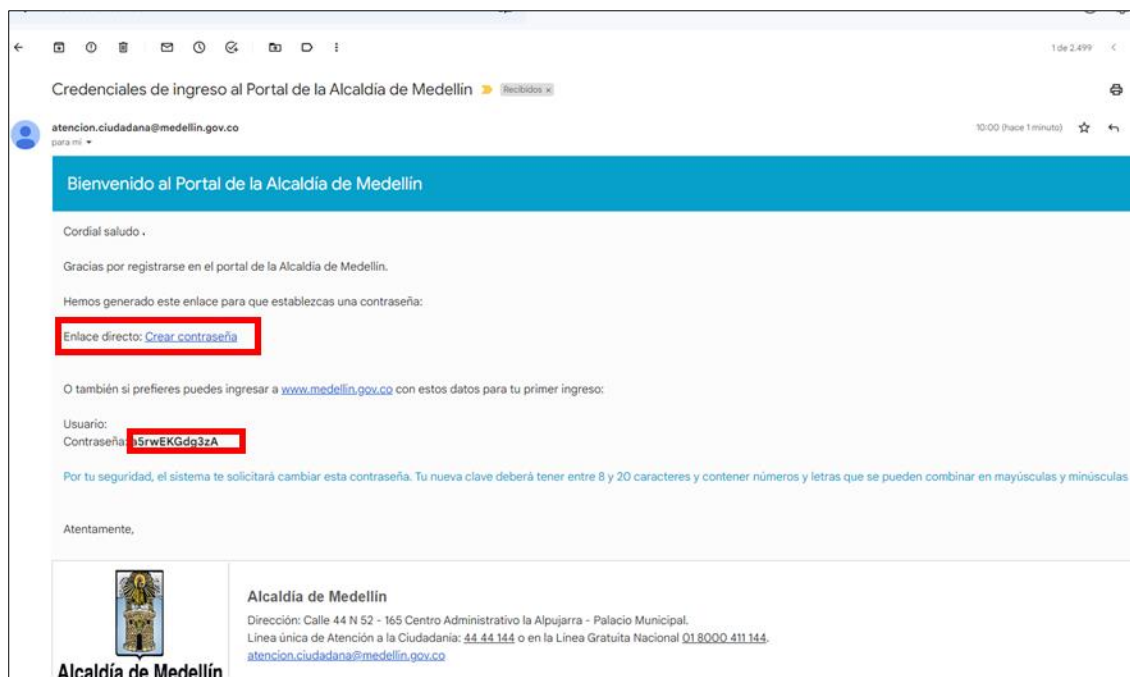 1 de 2.499
Credenciales de ingreso al Portal de la Alcaldía de Medellín Recibidos x
atencion.ciudadana@medellin.gov.co 10:00 (hace 1 minuto)
para mí
Bienvenido al Portal de la Alcaldía de Medellín
Cordial saludo .
Gracias por registrarse en el portal de la Alcaldía de Medellín.
Hemos generado este enlace para que establezcas una contraseña:
Enlace directo: Crear contraseña
O también si prefieres puedes ingresar a www.medellin.gov.co con estos datos para tu primer ingreso:
Usuario:
Contraseña: a5rwEKGdg3zA
Por tu seguridad, el sistema te solicitará cambiar esta contraseña. Tu nueva clave deberá tener entre 8 y 20 caracteres y contener números y letras que se pueden combinar en mayúsculas y minúsculas
Atentamente,
Alcaldía de Medellín
Alcaldía de Medellín
Dirección: Calle 44 N 52 - 165 Centro Administrativo la Alpujarra - Palacio Municipal.
Línea única de Atención a la Ciudadanía: 44 44 144 o en la Línea Gratuita Nacional 01 8000 411 144.
atencion.ciudadana@medellin.gov.co